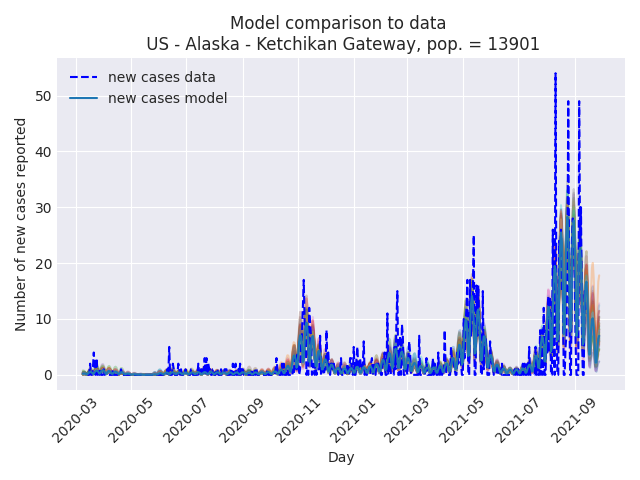 Model comparison to data
US - Alaska - Ketchikan Gateway, pop. = 13901
new cases data
new cases model
Number of new cases reported
50
40
30
20
10
0
2020-03
2020-05
2020-07
2020-09
2020-11
2021-01
2021-03
2021-05
2021-07
2021-09
Day